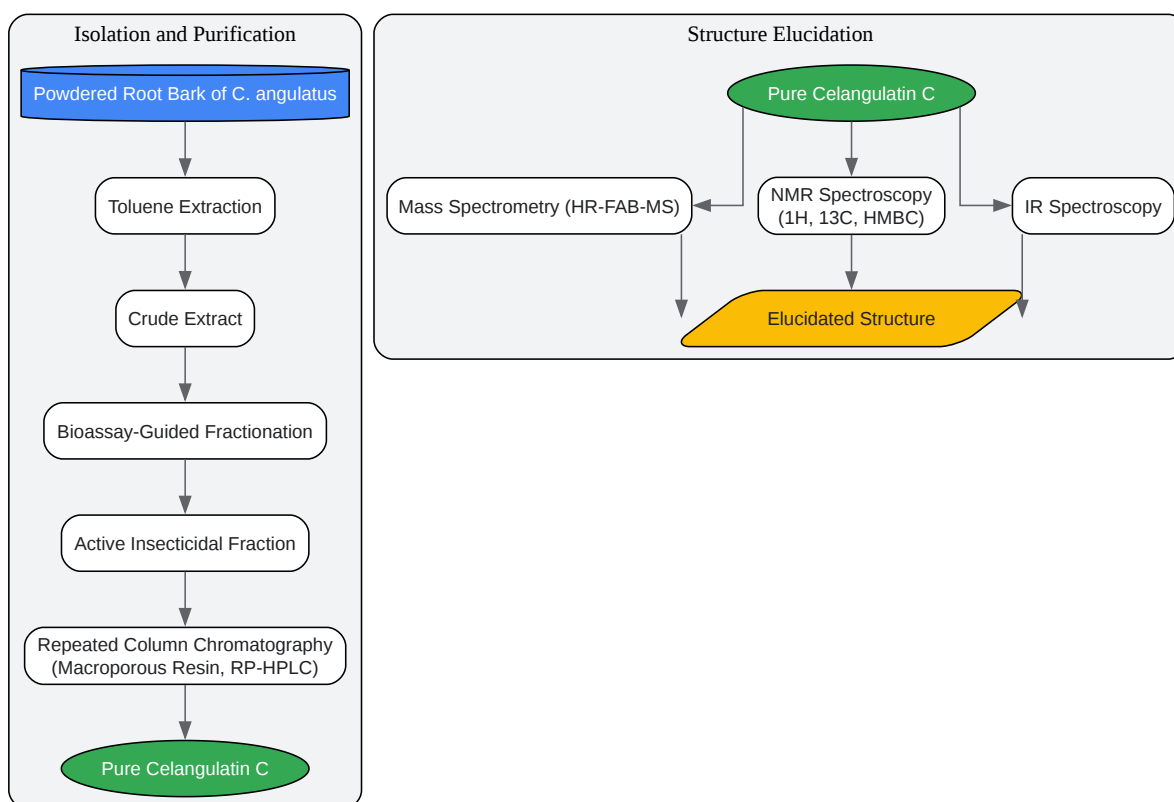 Isolation and Purification
Powdered Root Bark of C. angulatus
Toluene Extraction
Crude Extract
Bioassay-Guided Fractionation
Active Insecticidal Fraction
Repeated Column Chromatography
(Macroporous Resin, RP-HPLC)
Pure Celangulatin C
Structure Elucidation
Pure Celangulatin C
Mass Spectrometry (HR-FAB-MS)
NMR Spectroscopy
(1H, 13C, HMBC)
IR Spectroscopy
Elucidated Structure